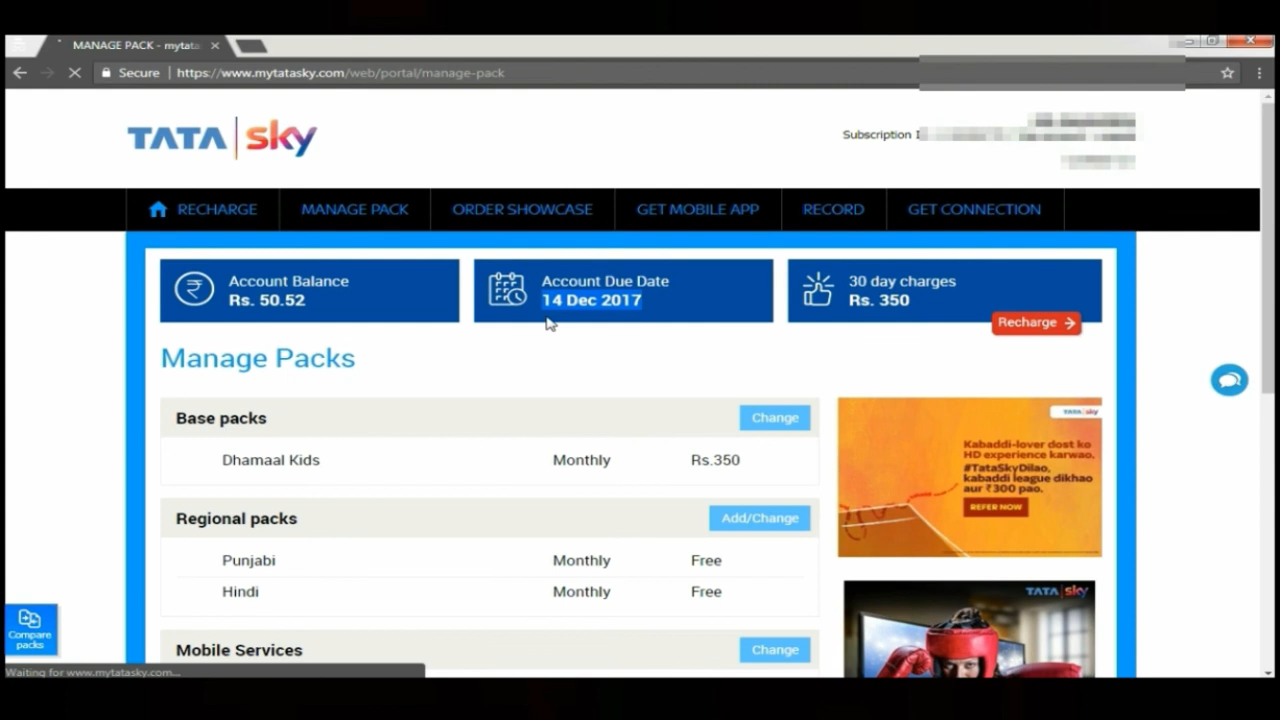 MANAGE PACK - mytata
Secure https://www.mytatasky.com/web/portal/manage-pack
TATA sky
Subscription
RECHARGE MANAGE PACK ORDER SHOWCASE GET MOBILE APP RECORD GET CONNECTION
Account Balance
Rs. 50.52
Account Due Date
14 Dec 2017
30 day charges
Rs. 350
Recharge
Manage Packs
Base packs Change
Dhamaal Kids Monthly Rs.350
Regional packs Add/Change
Punjabi Monthly Free
Hindi Monthly Free
Mobile Services Change
TATA sky
Kabaddi-lover dost ko
HD experience karwao.
#TataSkyDilao,
kabaddi league dikhao
aur ₹300 pao.
REFER NOW
TATA sky
Compare
packs
Waiting for www.mytatasky.com...